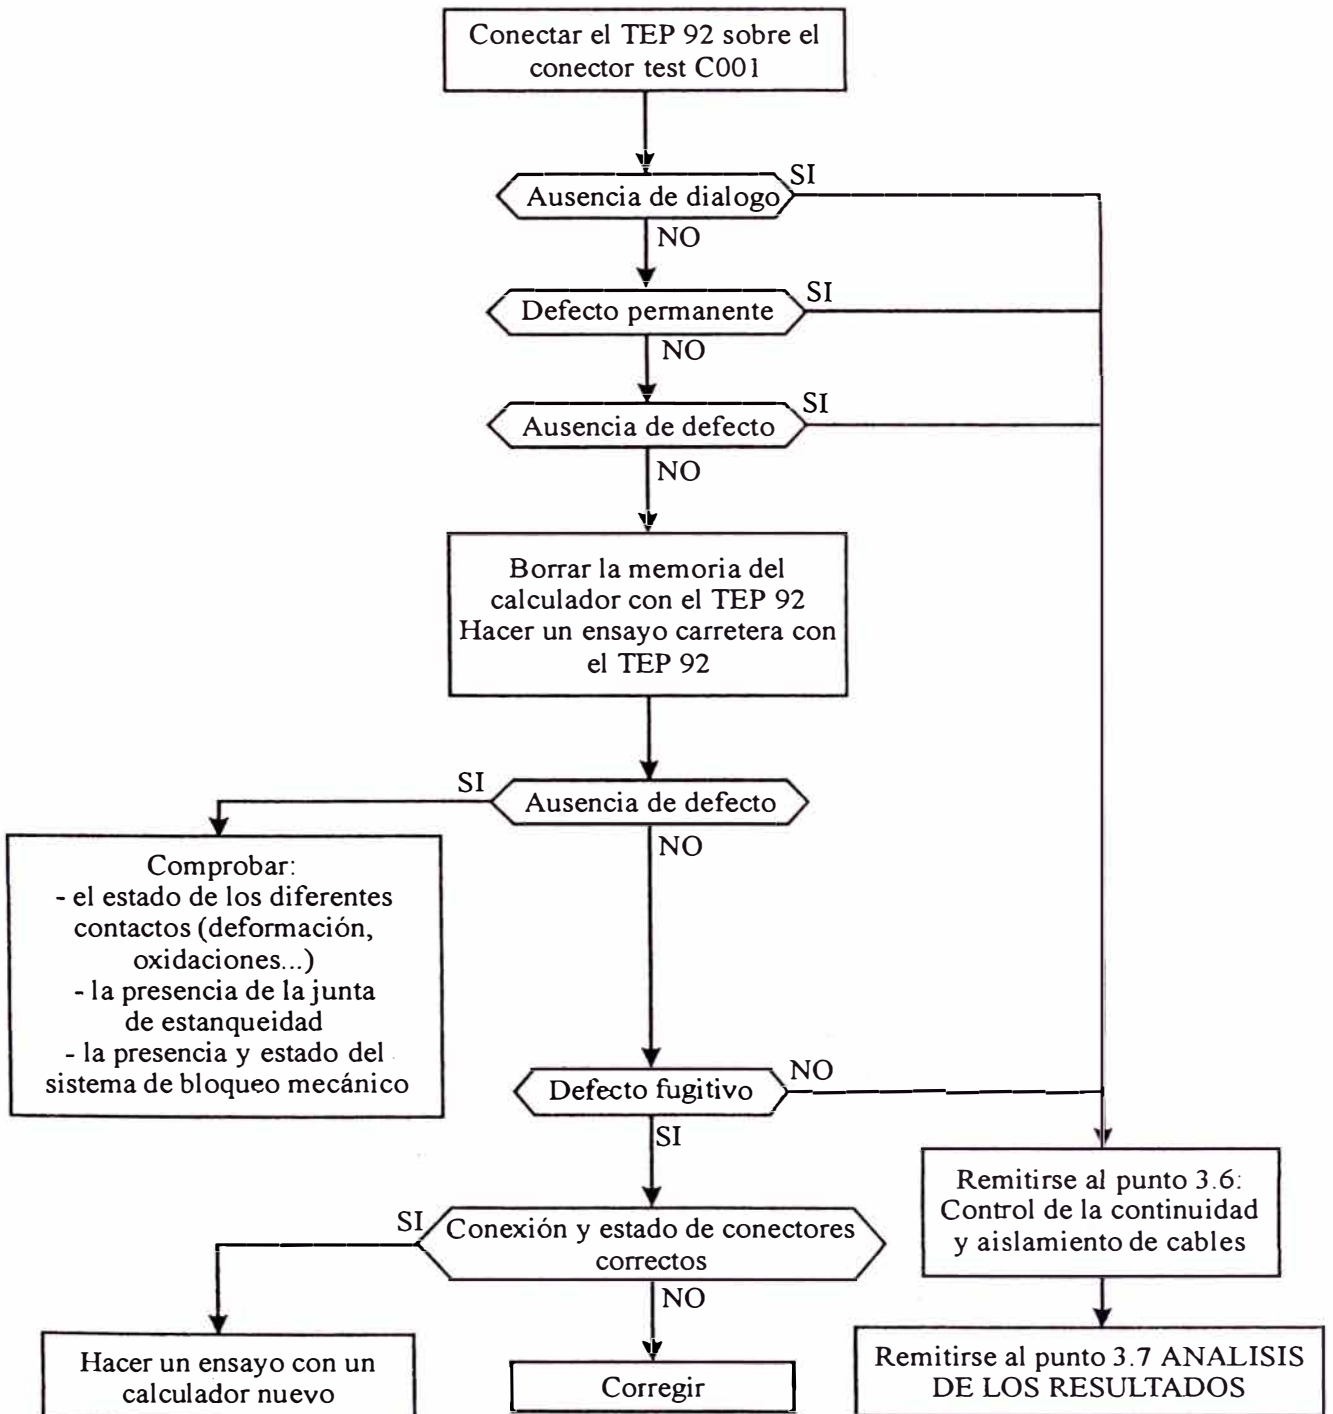 Conectar el TEP 92 sobre el
conector test C001
Ausencia de dialogo
SI
NO
Defecto permanente
SI
NO
Ausencia de defecto
SI
NO
Borrar la memoria del
calculador con el TEP 92
Hacer un ensayo carretera con
el TEP 92
SI
Ausencia de defecto
NO
Comprobar:
- el estado de los diferentes
contactos (deformación,
oxidaciones...)
- la presencia de la junta
de estanqueidad
- la presencia y estado del
sistema de bloqueo mecánico
Defecto fugitivo
NO
SI
Remitirse al punto 3.6:
Control de la continuidad
y aislamiento de cables
SI
Conexión y estado de conectores
correctos
NO
Hacer un ensayo con un
calculador nuevo
Corregir
Remitirse al punto 3.7 ANALISIS
DE LOS RESULTADOS